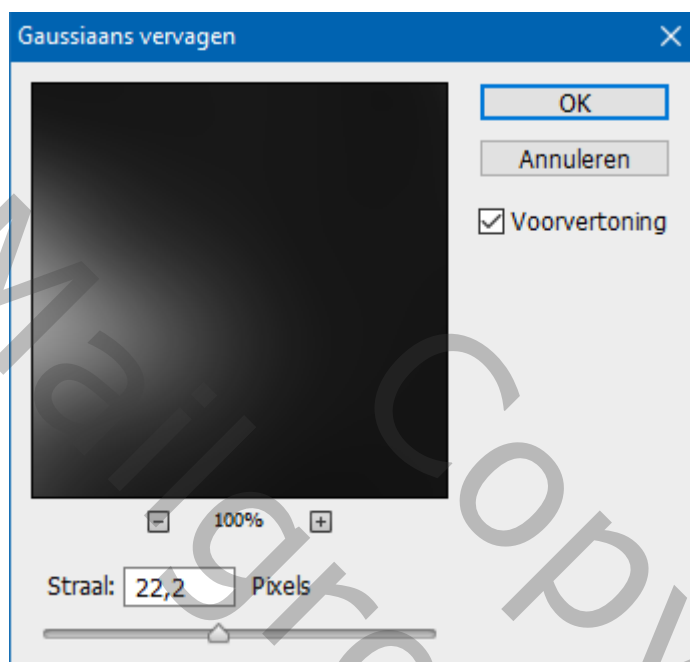 Gaussiaans vervagen
OK
Annuleren
Voorvertoning
100%
Straal: 22,2 Pixels